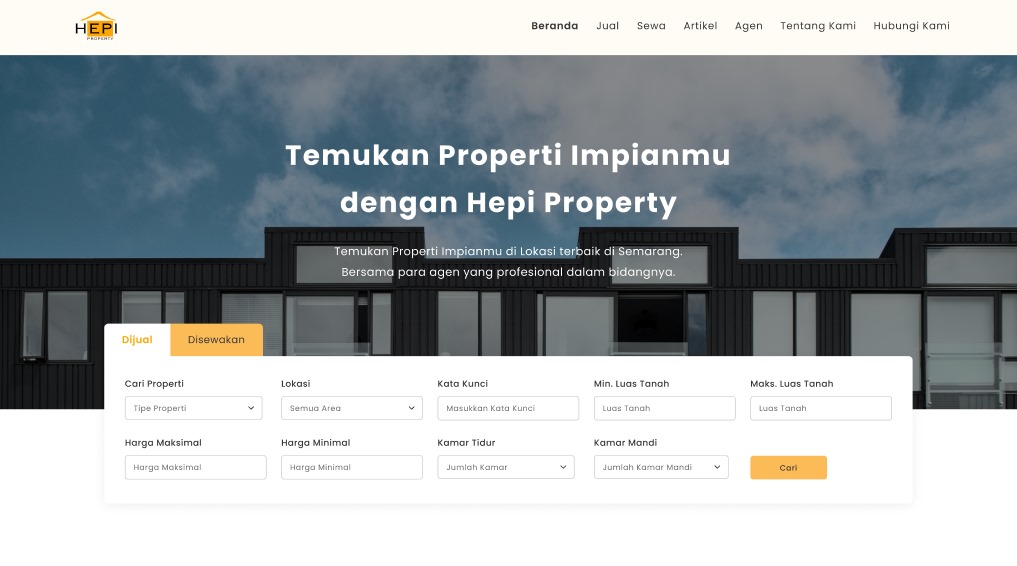 HEPI
PROPERTY
Beranda Jual Sewa Artikel Agen Tentang Kami Hubungi Kami
Temukan Properti Impianmu
dengan Hepi Property
Temukan Properti Impianmu di Lokasi terbaik di Semarang.
Bersama para agen yang profesional dalam bidangnya.
Dijual Disewakan
Cari Properti Lokasi Kata Kunci Min. Luas Tanah Maks. Luas Tanah
Tipe Properti Semua Area Masukkan Kata Kunci Luas Tanah Luas Tanah
Harga Maksimal Harga Minimal Kamar Tidur Kamar Mandi
Harga Maksimal Harga Minimal Jumlah Kamar Jumlah Kamar Mandi Cari